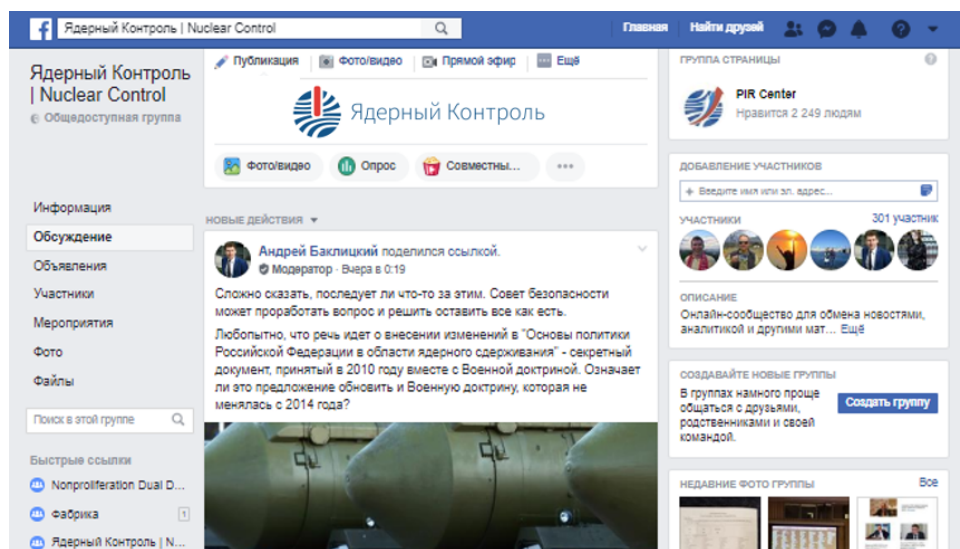 Ядерный Контроль | Nuclear Control
Главная
Найти друзей
Ядерный Контроль
| Nuclear Control
Общедоступная группа
Информация
Обсуждение
Объявления
Участники
Мероприятия
Фото
Файлы
Поиск в этой группе
Быстрые ссылки
Nonproliferation Dual D...
Фабрика
1
Ядерный Контроль | N...
Публикация
Фото/видео
Прямой эфир
Ещё
Ядерный Контроль
Фото/видео
Опрос
Совместны...
НОВЫЕ ДЕЙСТВИЯ
Андрей Баклицкий поделился ссылкой.
Модератор · Вчера в 0:19
Сложно сказать, последует ли что-то за этим. Совет безопасности
может проработать вопрос и решить оставить все как есть.
Любопытно, что речь идет о внесении изменений в "Основы политики
Российской Федерации в области ядерного сдерживания" - секретный
документ, принятый в 2010 году вместе с Военной доктриной. Означает
ли это предложение обновить и Военную доктрину, которая не
менялась с 2014 года?
ГРУППА СТРАНИЦЫ
PIR Center
Нравится 2 249 людям
ДОБАВЛЕНИЕ УЧАСТНИКОВ
+ Введите имя или эл. адрес...
УЧАСТНИКИ
301 участник
ОПИСАНИЕ
Онлайн-сообщество для обмена новостями,
аналитикой и другими мат... Ещё
СОЗДАВАЙТЕ НОВЫЕ ГРУППЫ
В группах намного проще
общаться с друзьями,
родственниками и своей
командой.
Создать группу
НЕДАВНИЕ ФОТО ГРУППЫ
Все